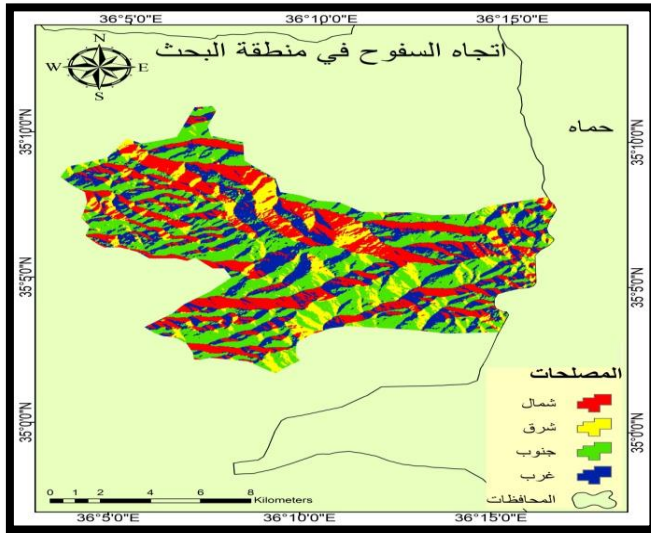 36°5'0"E 36°10'0"E 36°15'0"E
اتجاه السفوح في منطقة البحث
N
W E
S
حماه
35°10'0"N 35°10'0"N
35°5'0"N 35°5'0"N
35°0'0"N 35°0'0"N
المصلحات
شمال
شرق
جنوب
غرب
المحافظات
0 1 2 4 6 8
Kilometers
36°5'0"E 36°10'0"E 36°15'0"E